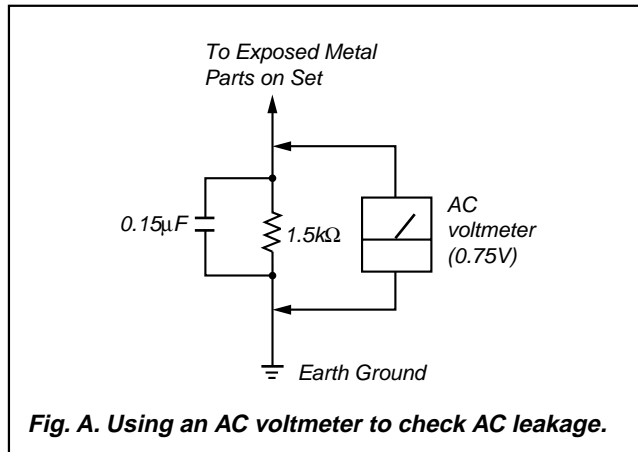 To Exposed Metal
Parts on Set
0.15μF
1.5kΩ
AC
voltmeter
(0.75V)
Earth Ground
Fig. A. Using an AC voltmeter to check AC leakage.